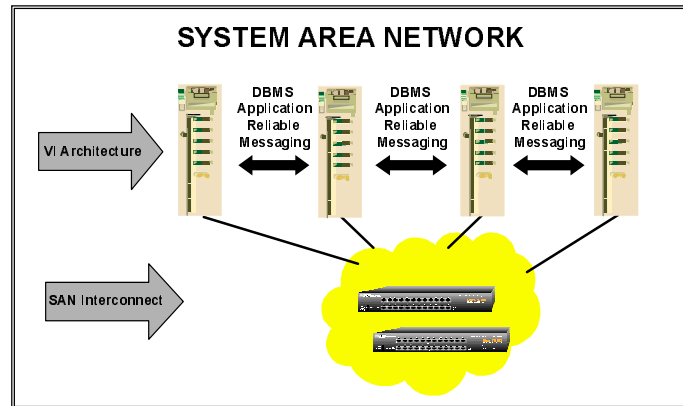 SYSTEM AREA NETWORK
DBMS
Application
Reliable
Messaging
DBMS
Application
Reliable
Messaging
DBMS
Application
Reliable
Messaging
VI Architecture
SAN Interconnect